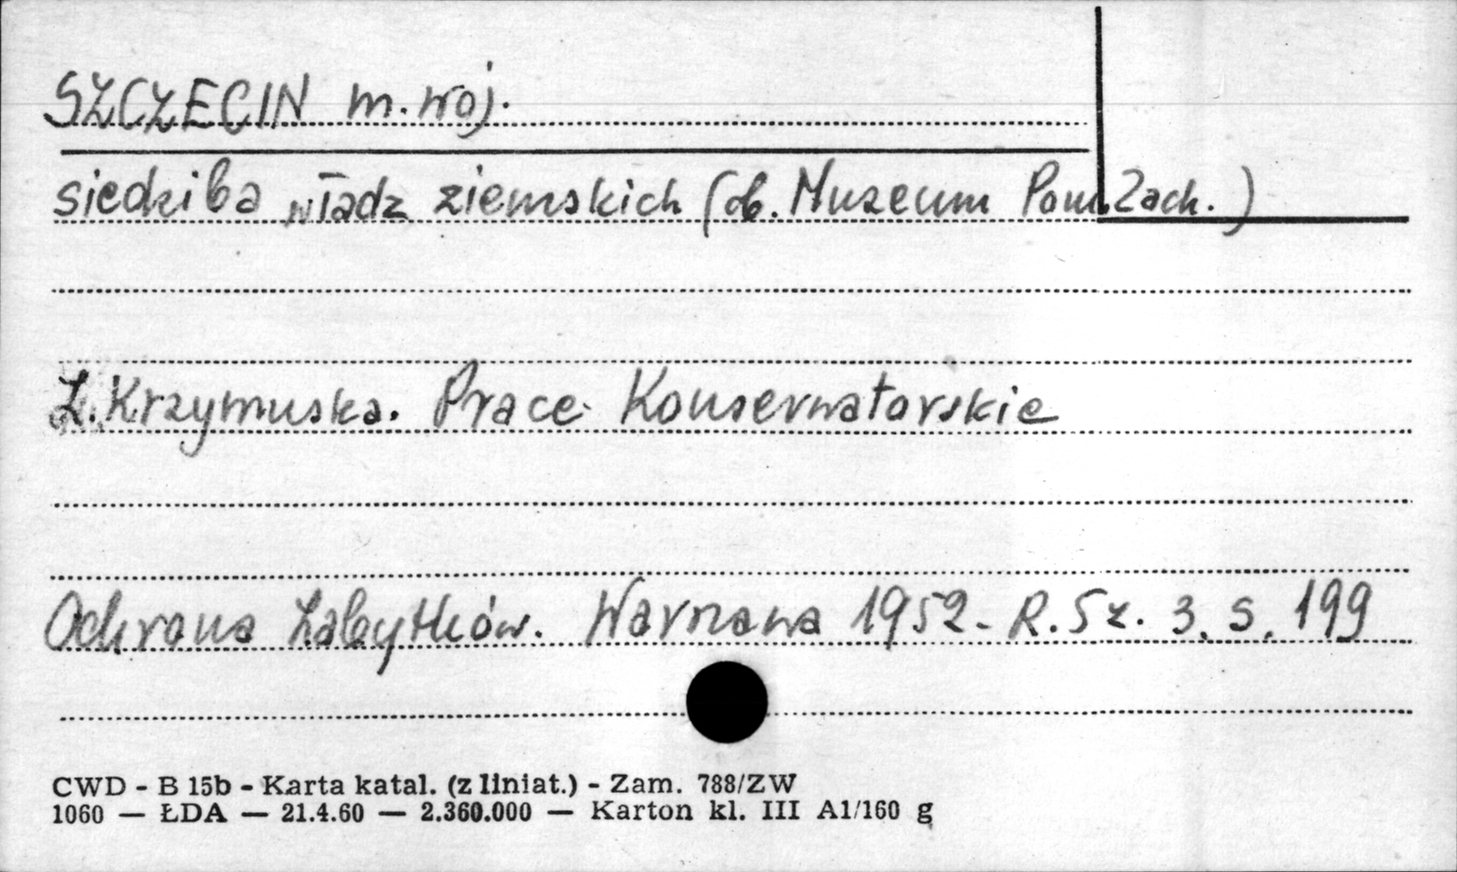 SZCZECIN m. woj.
siedziba władz ziemskich (ob. Muzeum Pom. Zach.)
Z. Krzymuska. Prace Konserwatorskie
Ochrona Zabytków. Warszawa 1952. R. 5 z. 3. s. 199
CWD - B 15b - Karta katal. (z liniat.) - Zam. 788/ZW
1060 — ŁDA — 21.4.60 — 2.360.000 — Karton kl. III A1/160 g